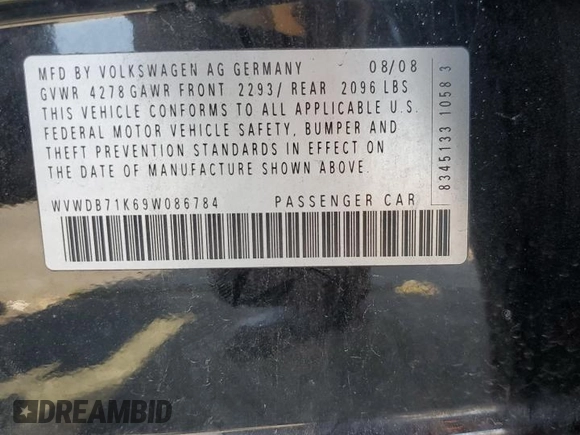 MFD BY VOLKSWAGEN AG GERMANY 08/08
GVWR 4278 GAWR FRONT 2293/ REAR 2096 LBS
THIS VEHICLE CONFORMS TO ALL APPLICABLE U.S.
FEDERAL MOTOR VEHICLE SAFETY, BUMPER AND
THEFT PREVENTION STANDARDS IN EFFECT ON
THE DATE OF MANUFACTURE SHOWN ABOVE.
WVWDB71K69W086784 PASSENGER CAR
8345133 1058 3
DREAMBID